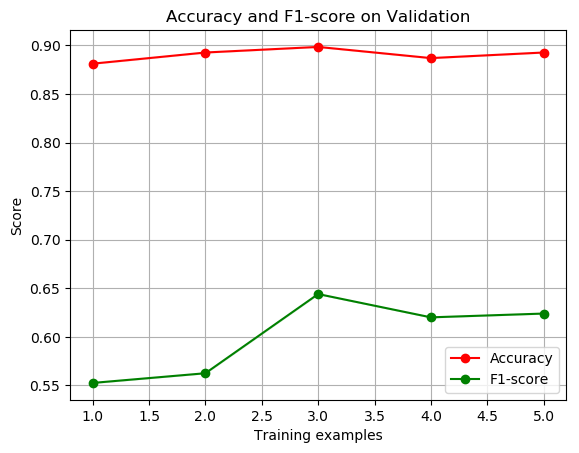 Accuracy and F1-score on Validation
0.90
0.85
0.80
0.75
0.70
0.65
0.60
0.55
Score
Accuracy
F1-score
1.0 1.5 2.0 2.5 3.0 3.5 4.0 4.5 5.0
Training examples